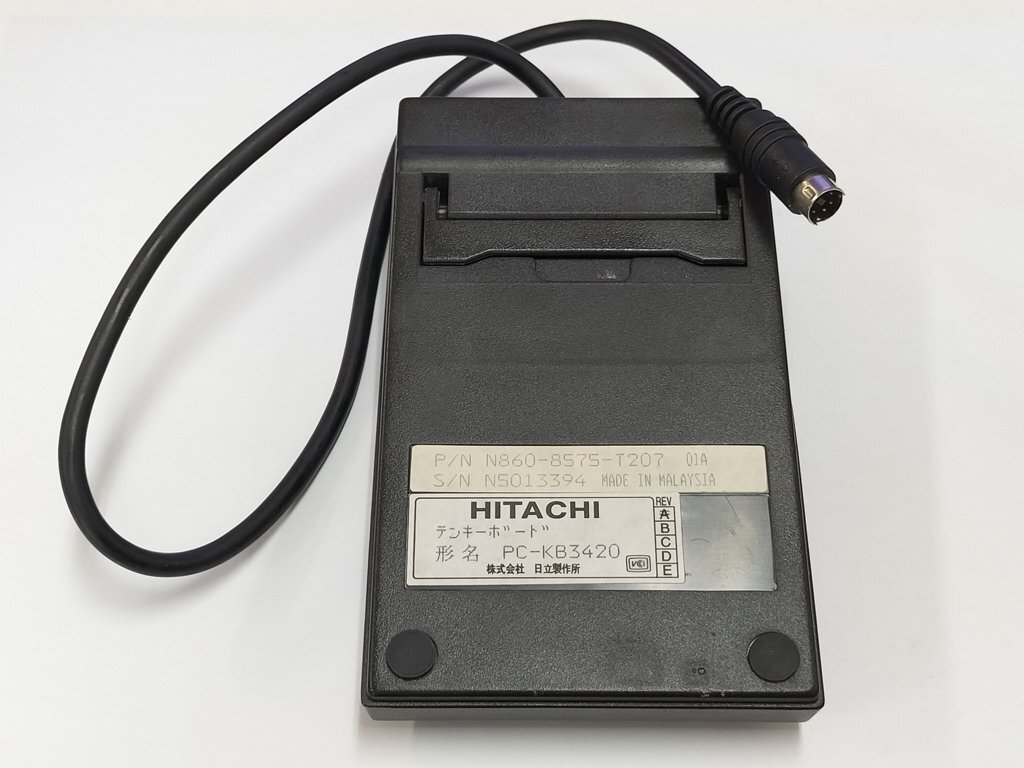 P/N N860-8575-T207 01A
S/N N5013394 MADE IN MALAYSIA
HITACHI
テンキーボード
形名 PC-KB3420
株式会社 日立製作所
VCI
REV
A
B
C
D
E